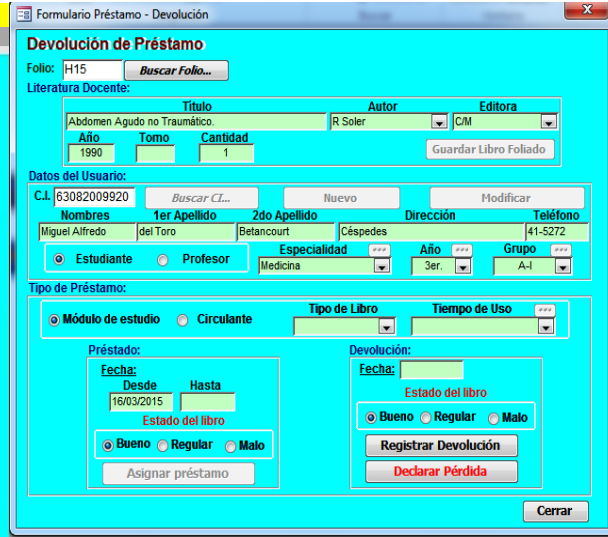 Formulario Préstamo - Devolución
Devolución de Préstamo
Folio: H15 Buscar Folio...
Literatura Docente:
Título Autor Editora
Abdomen Agudo no Traumático. R Soler C/M
Año Tomo Cantidad
1990 1 Guardar Libro Foliado
Datos del Usuario:
C.I. 63082009920 Buscar CI... Nuevo Modificar
Nombres 1er Apellido 2do Apellido Dirección Teléfono
Miguel Alfredo del Toro Betancourt Céspedes 41-5272
Estudiante Profesor Especialidad ... Año ... Grupo ...
Medicina 3er. A-I
Tipo de Préstamo:
Módulo de estudio Circulante Tipo de Libro Tiempo de Uso ...
Préstado: Devolución:
Fecha: Fecha:
Desde Hasta
16/03/2015
Estado del libro Estado del libro
Bueno Regular Malo Bueno Regular Malo
Asignar préstamo Registrar Devolución
Declarar Pérdida
Cerrar